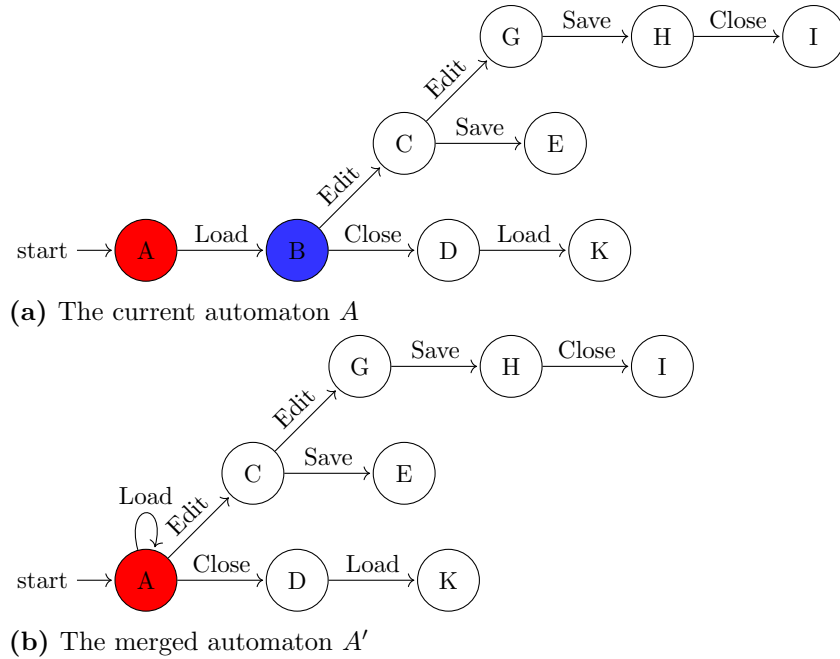 G Save H Close I
Edit
C Save E
Edit
start A Load B Close D Load K
(a) The current automaton A
G Save H Close I
Edit
C Save E
Load
Edit
start A Close D Load K
(b) The merged automaton A′